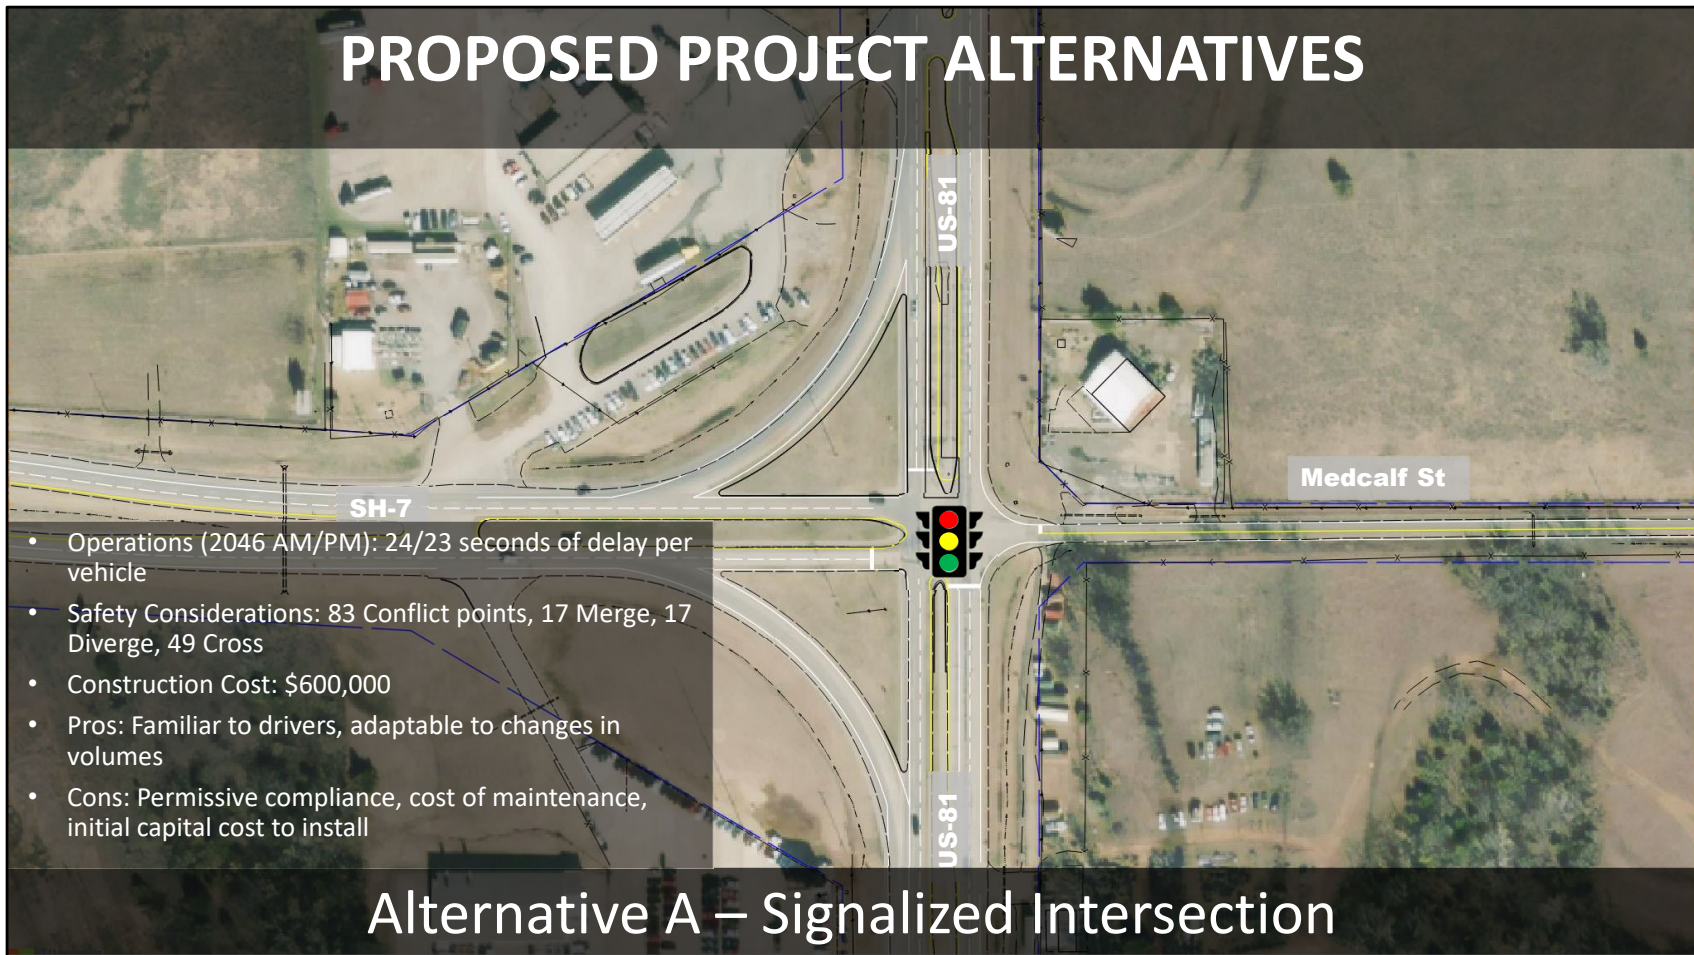 PROPOSED PROJECT ALTERNATIVES
US-81
Medcalf St
SH-7
• Operations (2046 AM/PM): 24/23 seconds of delay per
vehicle
• Safety Considerations: 83 Conflict points, 17 Merge, 17
Diverge, 49 Cross
• Construction Cost: $600,000
• Pros: Familiar to drivers, adaptable to changes in
volumes
• Cons: Permissive compliance, cost of maintenance,
initial capital cost to install
US-81
Alternative A – Signalized Intersection